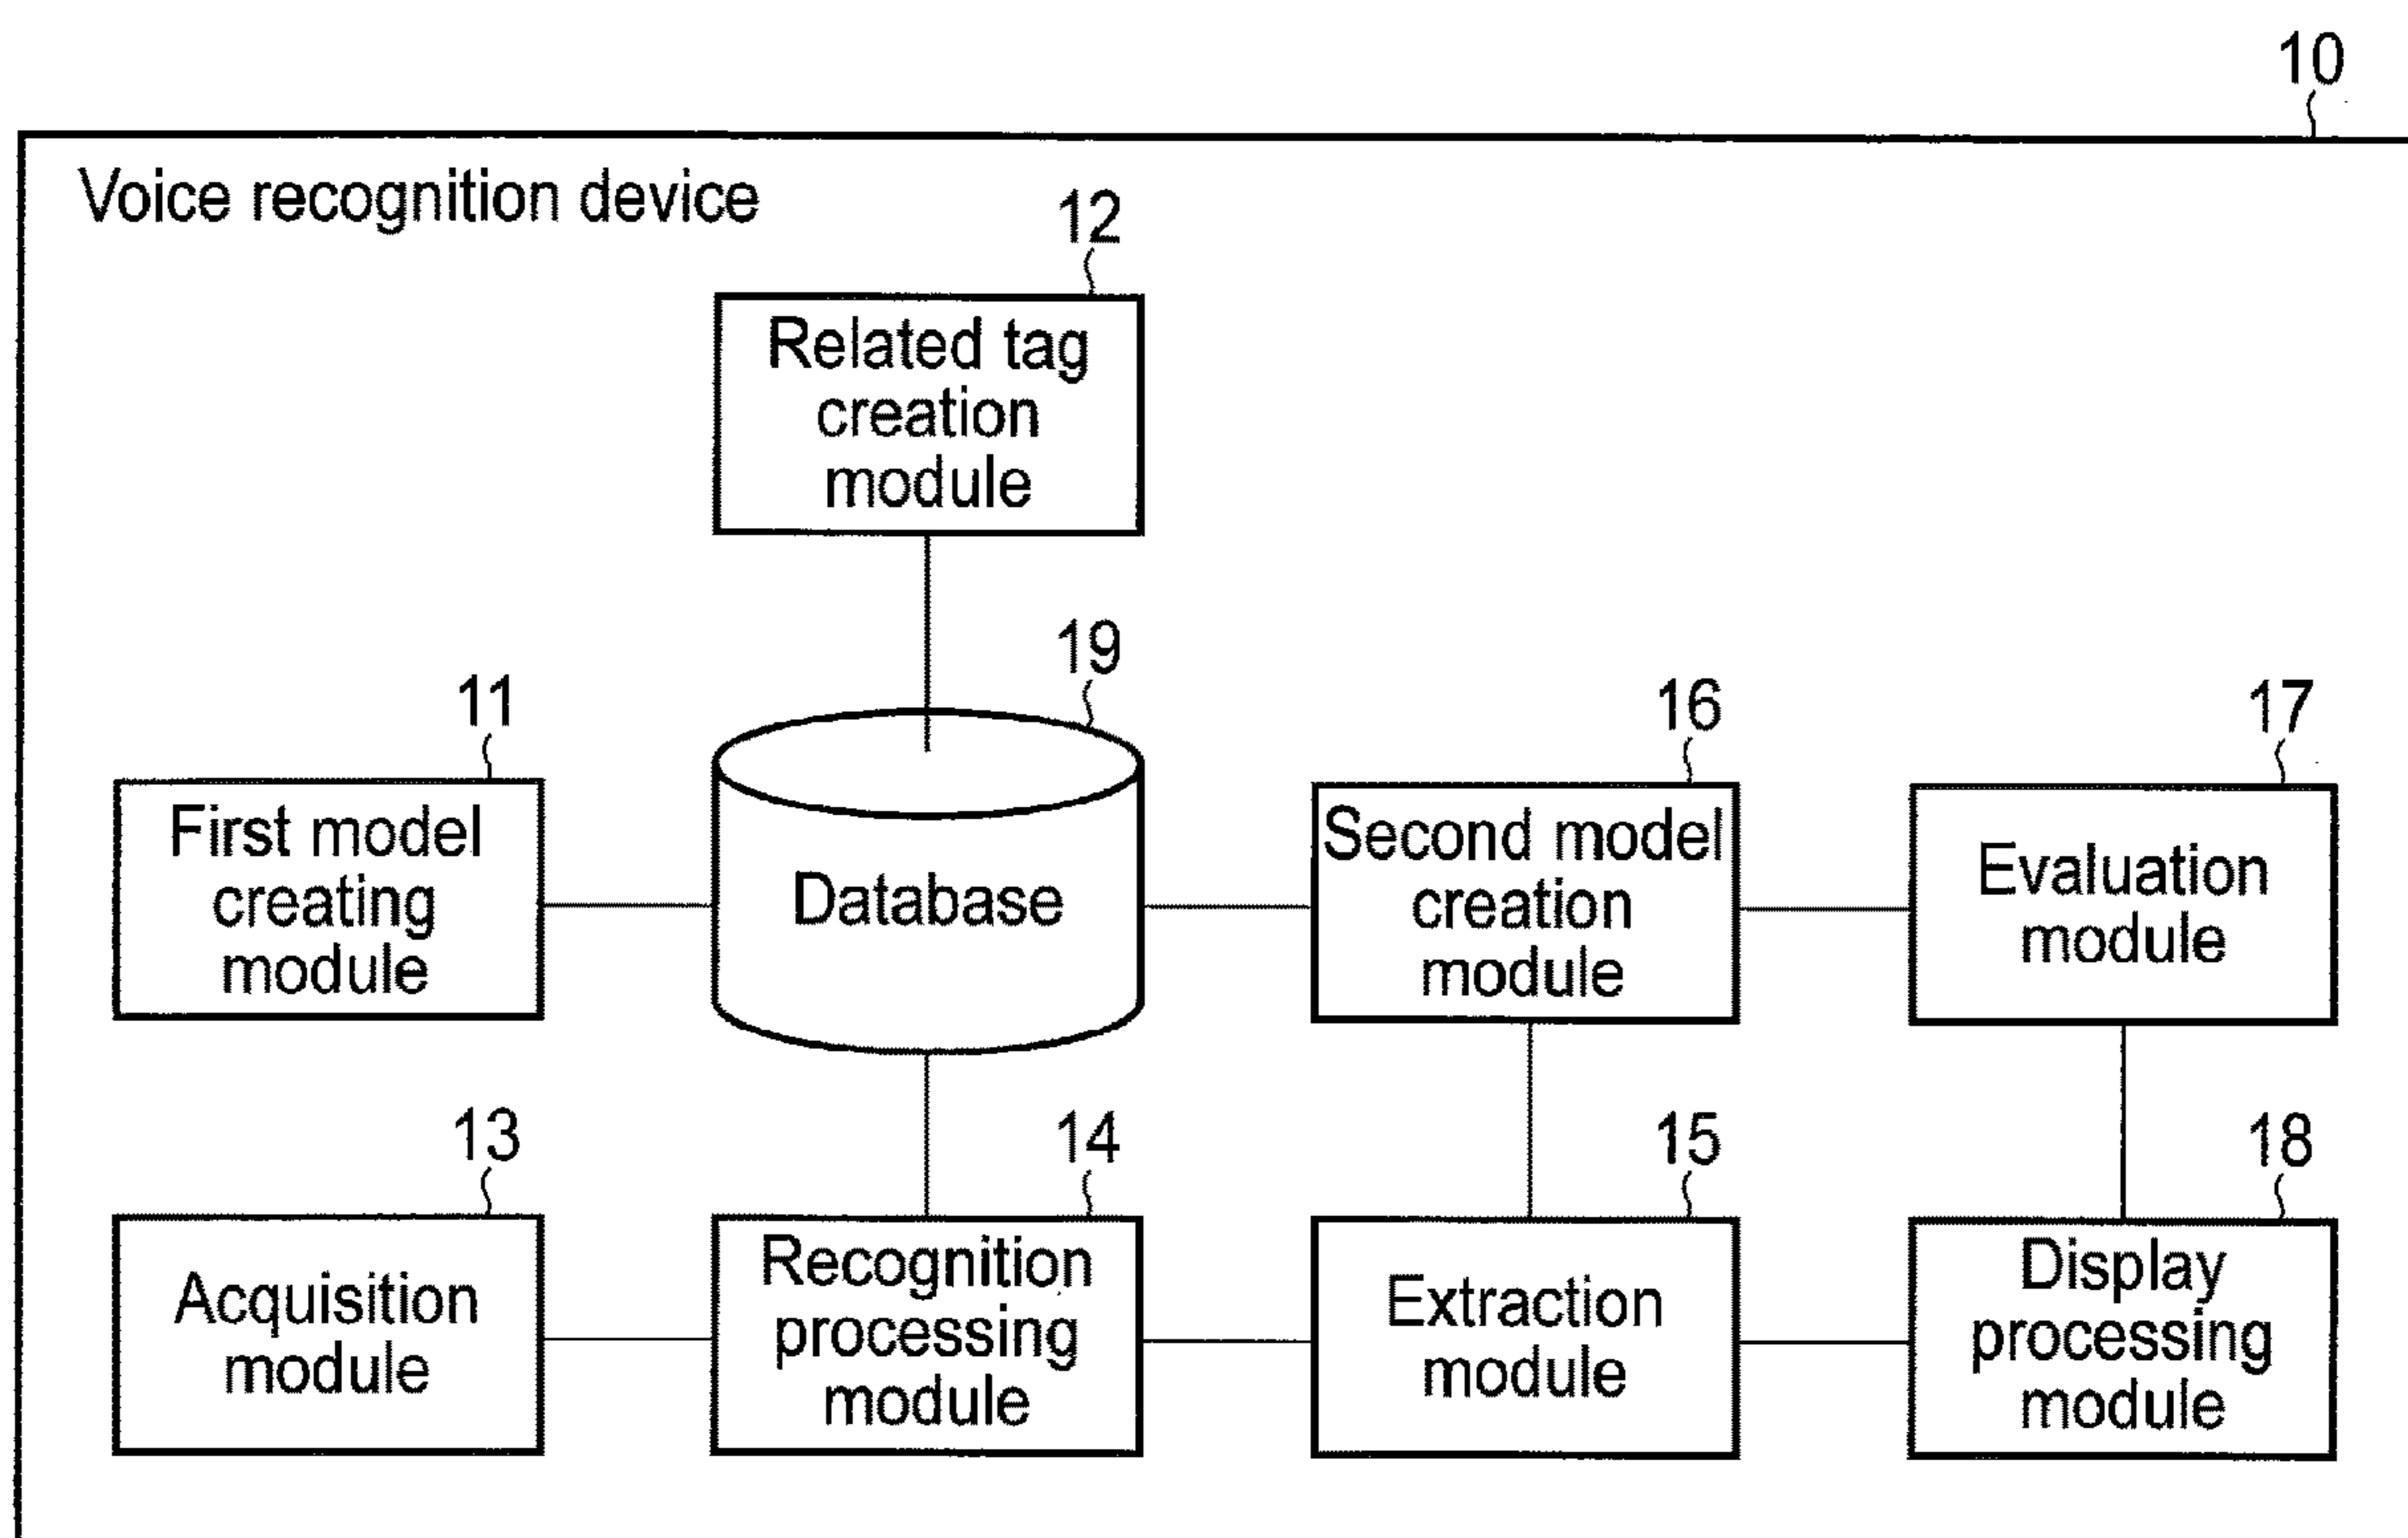 10
Voice recognition device
12
Related tag
creation
module
19
11
16
17
First model
creating
module
Database
Second model
creation
module
Evaluation
module
13
14
15
18
Acquisition
module
Recognition
processing
module
Extraction
module
Display
processing
module